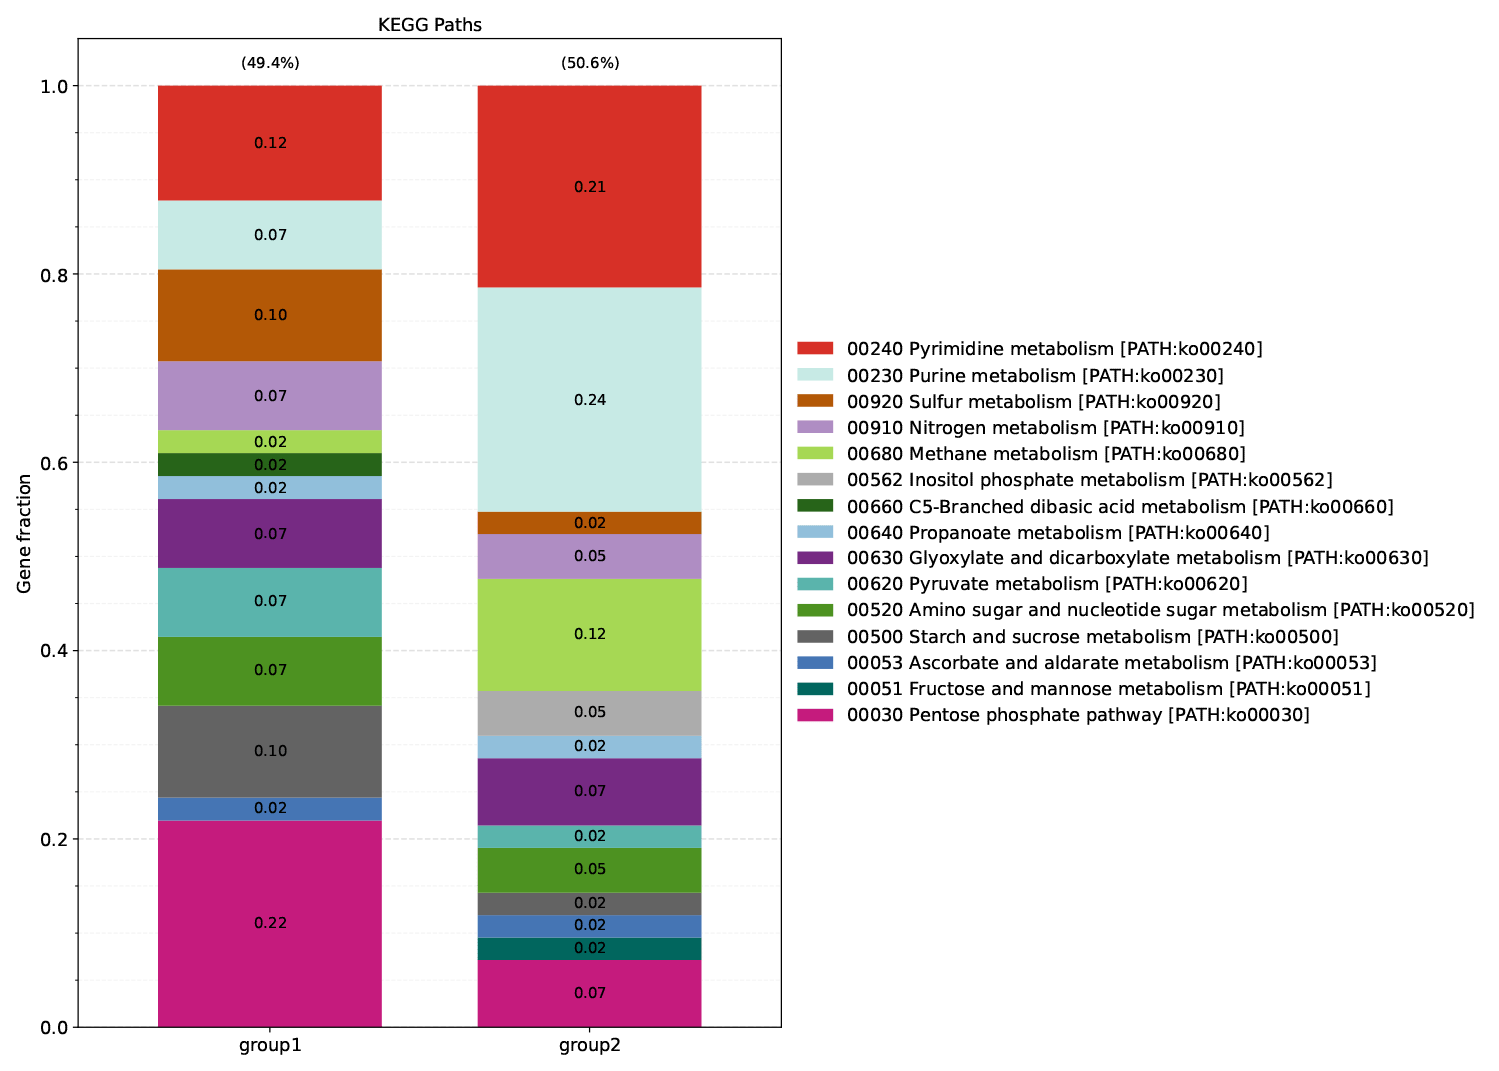 KEGG Paths
(49.4%) (50.6%)
1.0
0.8
0.6
0.4
0.2
0.0
Gene fraction
0.12
0.07
0.10
0.07
0.02
0.02
0.02
0.07
0.07
0.07
0.10
0.02
0.22
0.21
0.24
0.02
0.05
0.12
0.05
0.02
0.07
0.02
0.05
0.02
0.02
0.02
0.07
group1 group2
00240 Pyrimidine metabolism [PATH:ko00240]
00230 Purine metabolism [PATH:ko00230]
00920 Sulfur metabolism [PATH:ko00920]
00910 Nitrogen metabolism [PATH:ko00910]
00680 Methane metabolism [PATH:ko00680]
00562 Inositol phosphate metabolism [PATH:ko00562]
00660 C5-Branched dibasic acid metabolism [PATH:ko00660]
00640 Propanoate metabolism [PATH:ko00640]
00630 Glyoxylate and dicarboxylate metabolism [PATH:ko00630]
00620 Pyruvate metabolism [PATH:ko00620]
00520 Amino sugar and nucleotide sugar metabolism [PATH:ko00520]
00500 Starch and sucrose metabolism [PATH:ko00500]
00053 Ascorbate and aldarate metabolism [PATH:ko00053]
00051 Fructose and mannose metabolism [PATH:ko00051]
00030 Pentose phosphate pathway [PATH:ko00030]